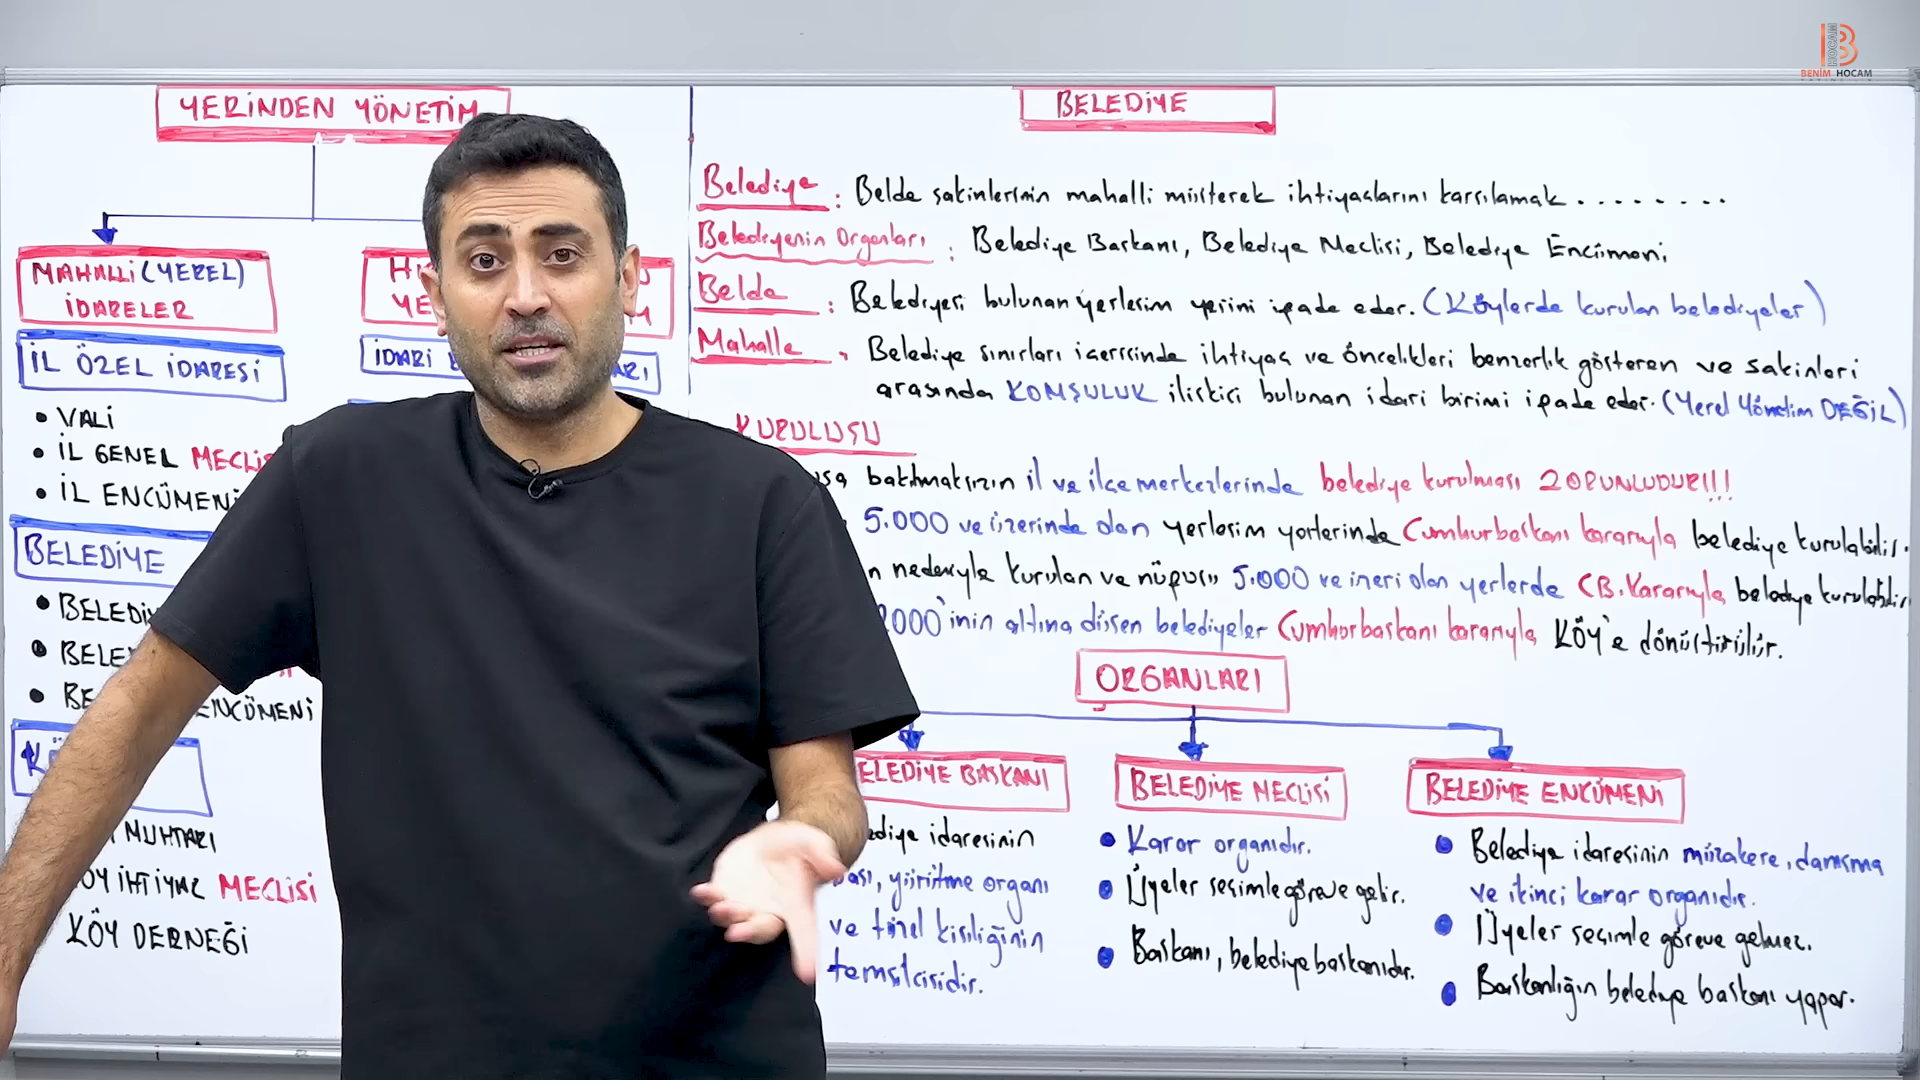 BENİM HOCAM
YERİNDEN YÖNETİM
MAHALLİ (YEREL)
İDARELER
İL ÖZEL İDARESİ
• VALİ
• İL GENEL MECLİS
• İL ENCÜMENİ
İDARİ
BELEDİYE
• BELEDİY
• BELE
• BE ENCÜMENİ
MUHTARI
ÖY İHTİYAR MECLİSİ
KÖY DERNEĞİ
BELEDİYE
Belediye : Belde sakinlerinin mahalli müşterek ihtiyaçlarını karşılamak ........
Belediyenin Organları : Belediye Başkanı, Belediye Meclisi, Belediye Encümeni
Belde : Belediyesi bulunan yerleşim yerini ifade eder. (Köylerde kurulan belediyeler)
Mahalle : Belediye sınırları içerisinde ihtiyaç ve öncelikleri benzerlik gösteren ve sakinleri
arasında KOMŞULUK ilişkisi bulunan idari birimi ifade eder. (Yerel Yönetim DEĞİL)
KURULUŞU
bakılmaksızın il ve ilçe merkezlerinde belediye kurulması ZORUNLUDUR!!!
5.000 ve üzerinde olan yerleşim yerlerinde Cumhurbaşkanı kararıyla belediye kurulabilir.
n nedeniyle kurulan ve nüfusu 5.000 ve üzeri olan yerlerde CB. Kararıyla belediye kurulabilir
000'inin altına düşen belediyeler Cumhurbaşkanı kararıyla KÖY'e dönüştürülür.
ORGANLARI
ELEDİYE BAŞKANI
ediye idaresinin
başı, yürütme organı
ve tüzel kişiliğinin
temsilcisidir.
BELEDİYE MECLİSİ
• Karar organıdır.
• Üyeler seçimle göreve gelir.
• Başkanı, belediye başkanıdır.
BELEDİYE ENCÜMENİ
• Belediye idaresinin müzakere, danışma
ve ikinci karar organıdır.
• Üyeler seçimle göreve gelmez.
• Başkanlığın belediye başkanı yapar.